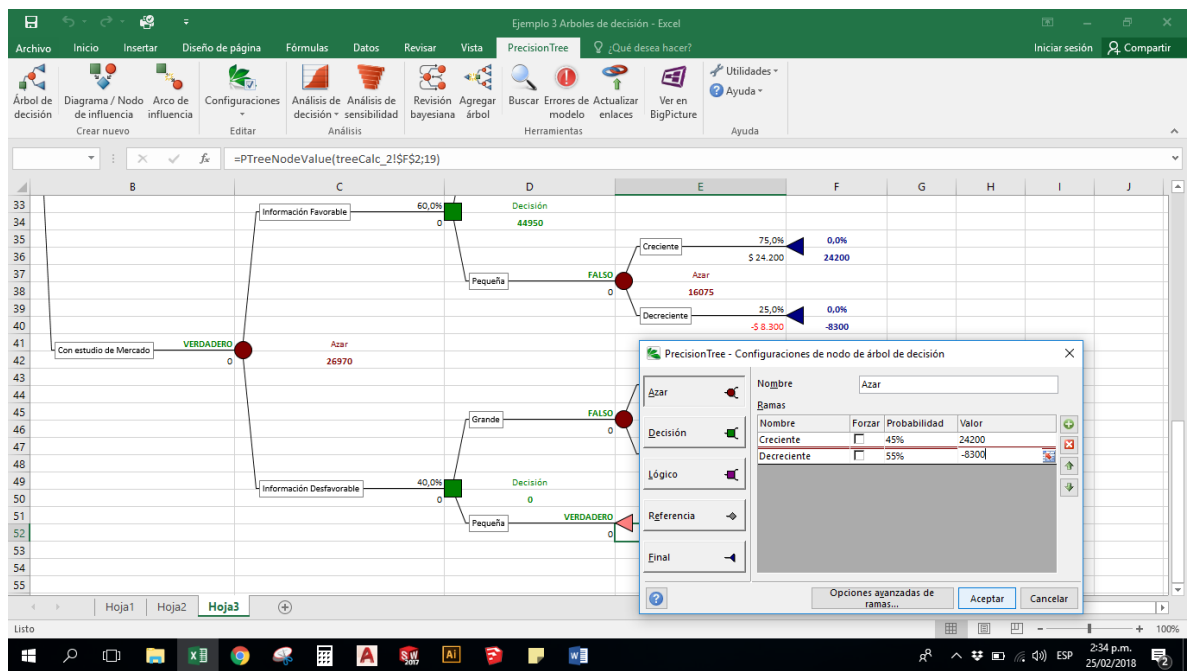 Ejemplo 3 Arboles de decisión - Excel
Archivo Inicio Insertar Diseño de página Fórmulas Datos Revisar Vista PrecisionTree ¿Qué desea hacer? Iniciar sesión Compartir
Árbol de decisión
Diagrama / Nodo de influencia
Arco de influencia
Configuraciones
Análisis de decisión
Análisis de sensibilidad
Revisión bayesiana
Agregar árbol
Buscar
Errores de modelo
Actualizar enlaces
Ver en BigPicture
Utilidades
Ayuda
Crear nuevo Editar Análisis Herramientas Ayuda
fx =PTreeNodeValue(treeCalc_2!$F$2;19)
B C D E F G H I J
33 Información Favorable 60,0% Decisión
34 0 44950
35 Creciente 75,0% 0,0%
36 $ 24.200 24200
37 Pequeña FALSO Azar
38 0 16075
39 Decreciente 25,0% 0,0%
40 -$ 8.300 -8300
41 Con estudio de Mercado VERDADERO Azar
42 0 26970
43
44
45 Grande FALSO
46 0
47
48
49 Información Desfavorable 40,0% Decisión
50 0 0
51 Pequeña VERDADERO
52 0
53
54
55
PrecisionTree - Configuraciones de nodo de árbol de decisión
Azar
Decisión
Lógico
Referencia
Final
Nombre Azar
Ramas
Nombre Forzar Probabilidad Valor
Creciente 45% 24200
Decreciente 55% -8300
Opciones avanzadas de ramas...
Aceptar Cancelar
Hoja1 Hoja2 Hoja3
Listo 100%
ESP 2:34 p.m.
25/02/2018
2